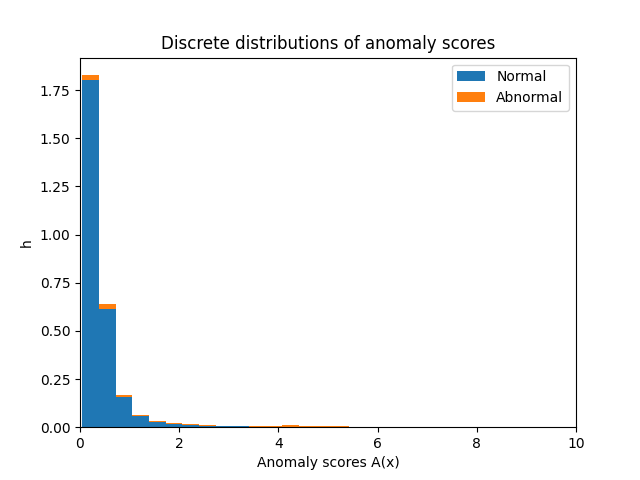 Discrete distributions of anomaly scores
Normal
Abnormal
1.75
1.50
1.25
1.00
0.75
0.50
0.25
0.00
h
0 2 4 6 8 10
Anomaly scores A(x)